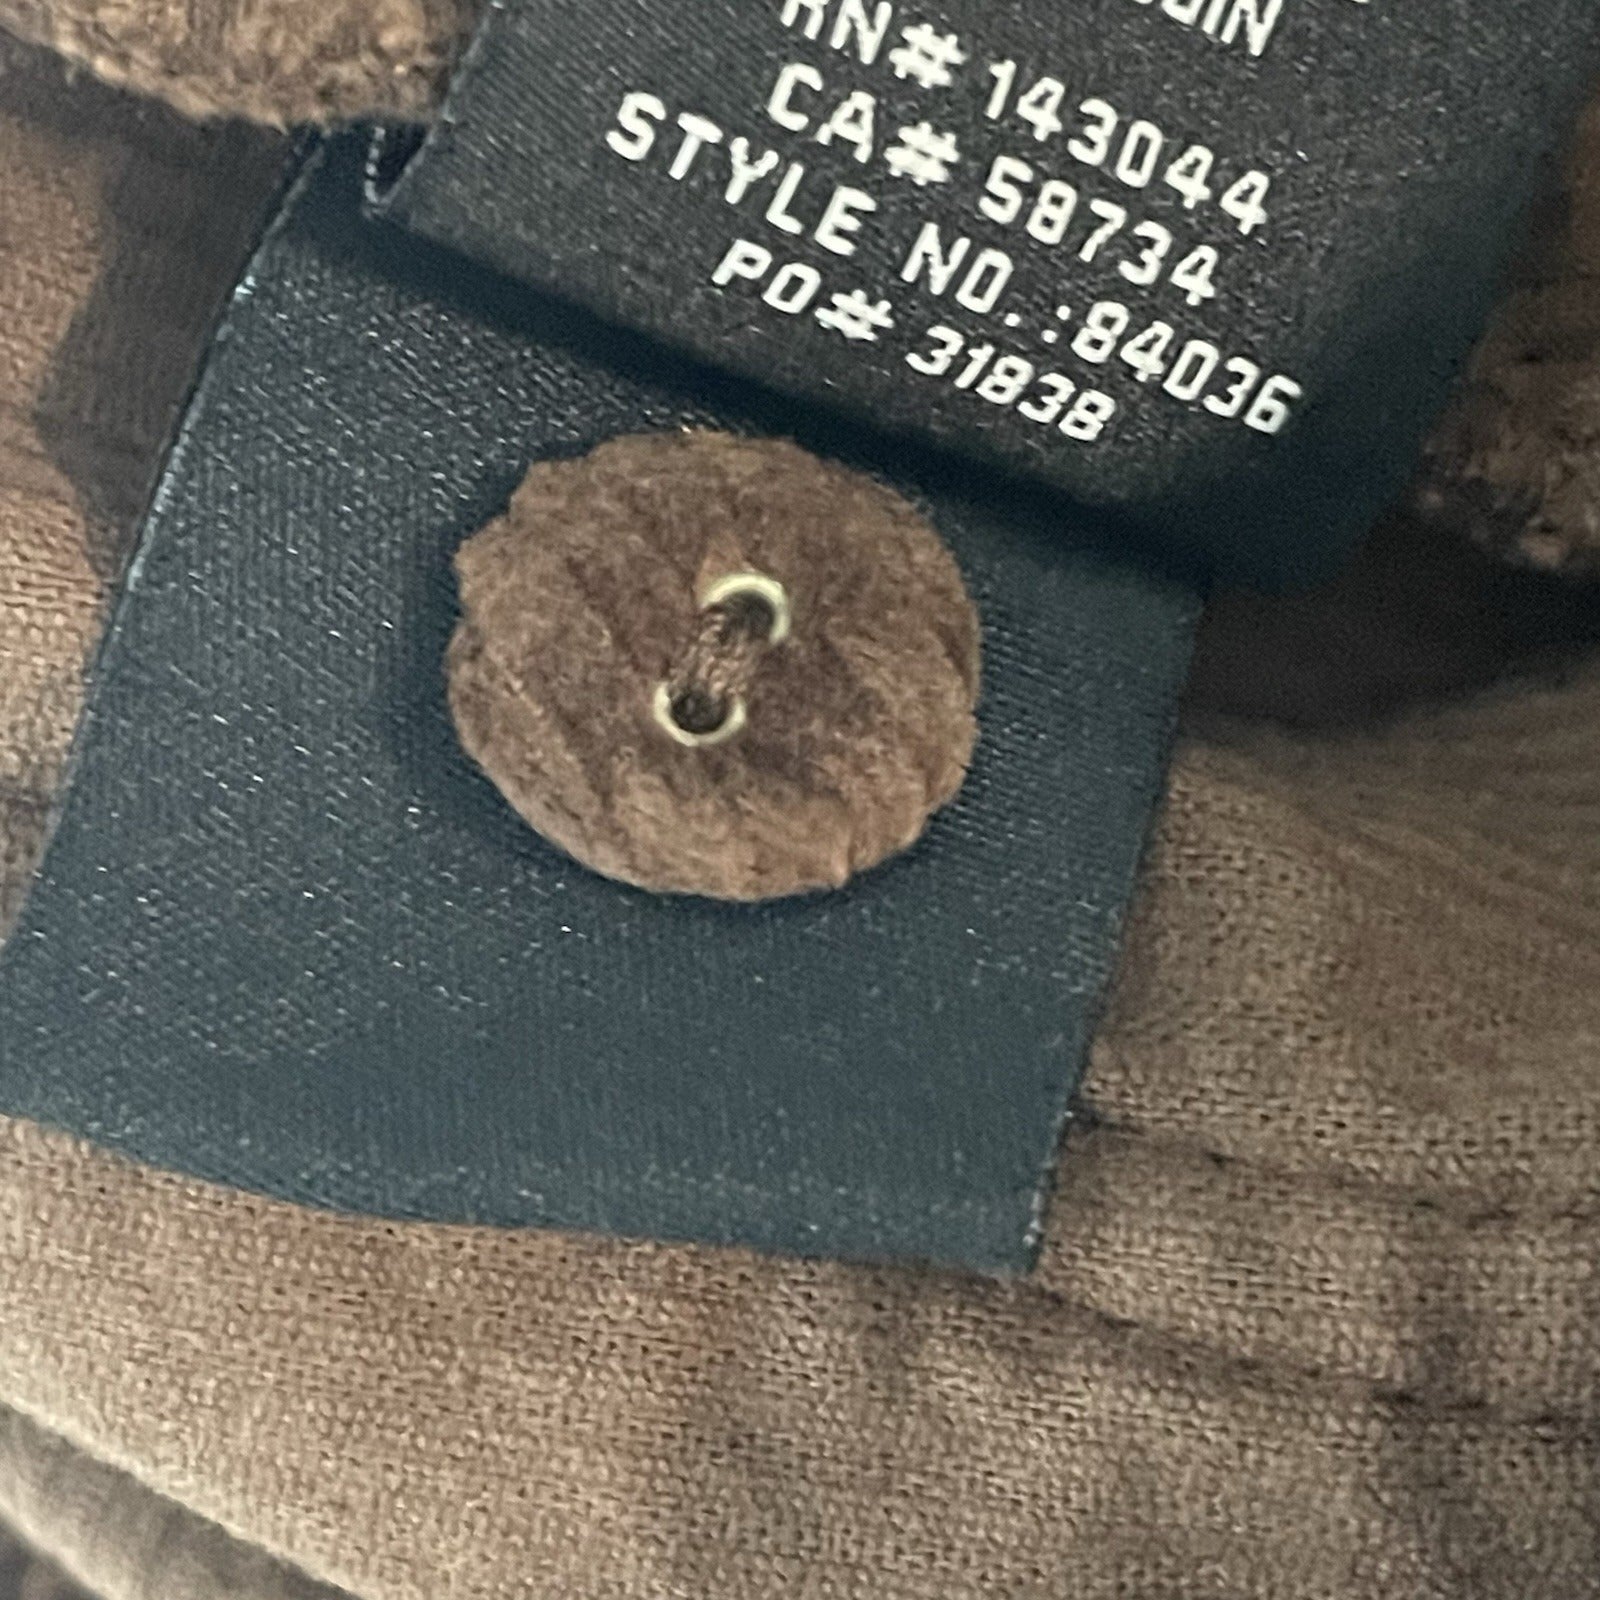 RN# 143044
CA# 58734
STYLE NO.:84036
PO# 31838